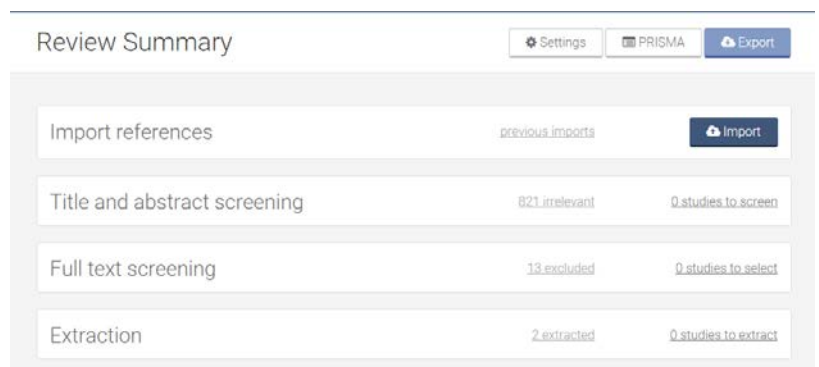 Review Summary Settings PRISMA Export
Import references previous imports Import
Title and abstract screening 821 irrelevant 0 studies to screen
Full text screening 13 excluded 0 studies to select
Extraction 2 extracted 0 studies to extract